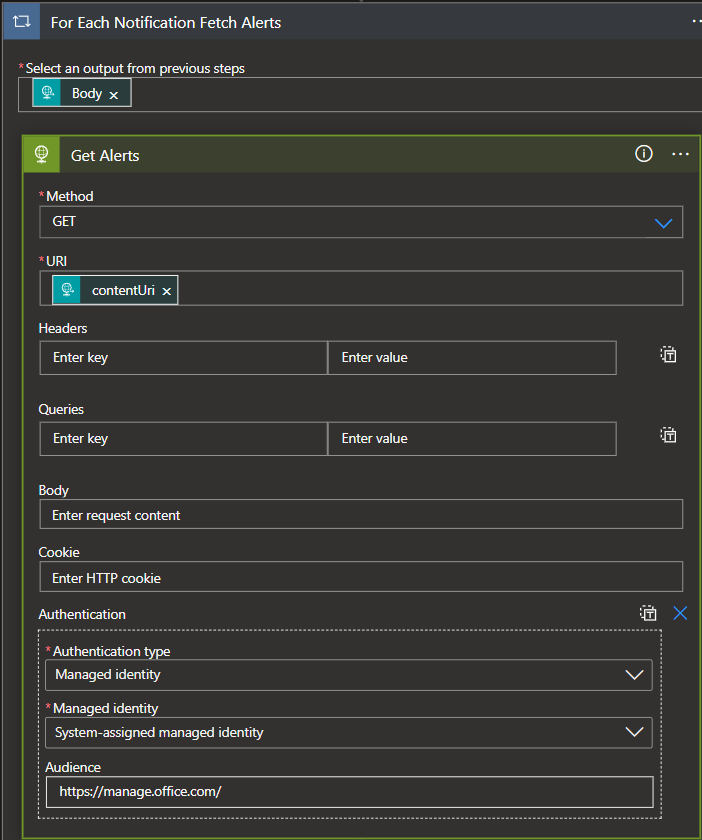 For Each Notification Fetch Alerts
*Select an output from previous steps
Body ×
Get Alerts
*Method
GET
*URI
contentUri ×
Headers
Enter key Enter value
Queries
Enter key Enter value
Body
Enter request content
Cookie
Enter HTTP cookie
Authentication
*Authentication type
Managed identity
*Managed identity
System-assigned managed identity
Audience
https://manage.office.com/